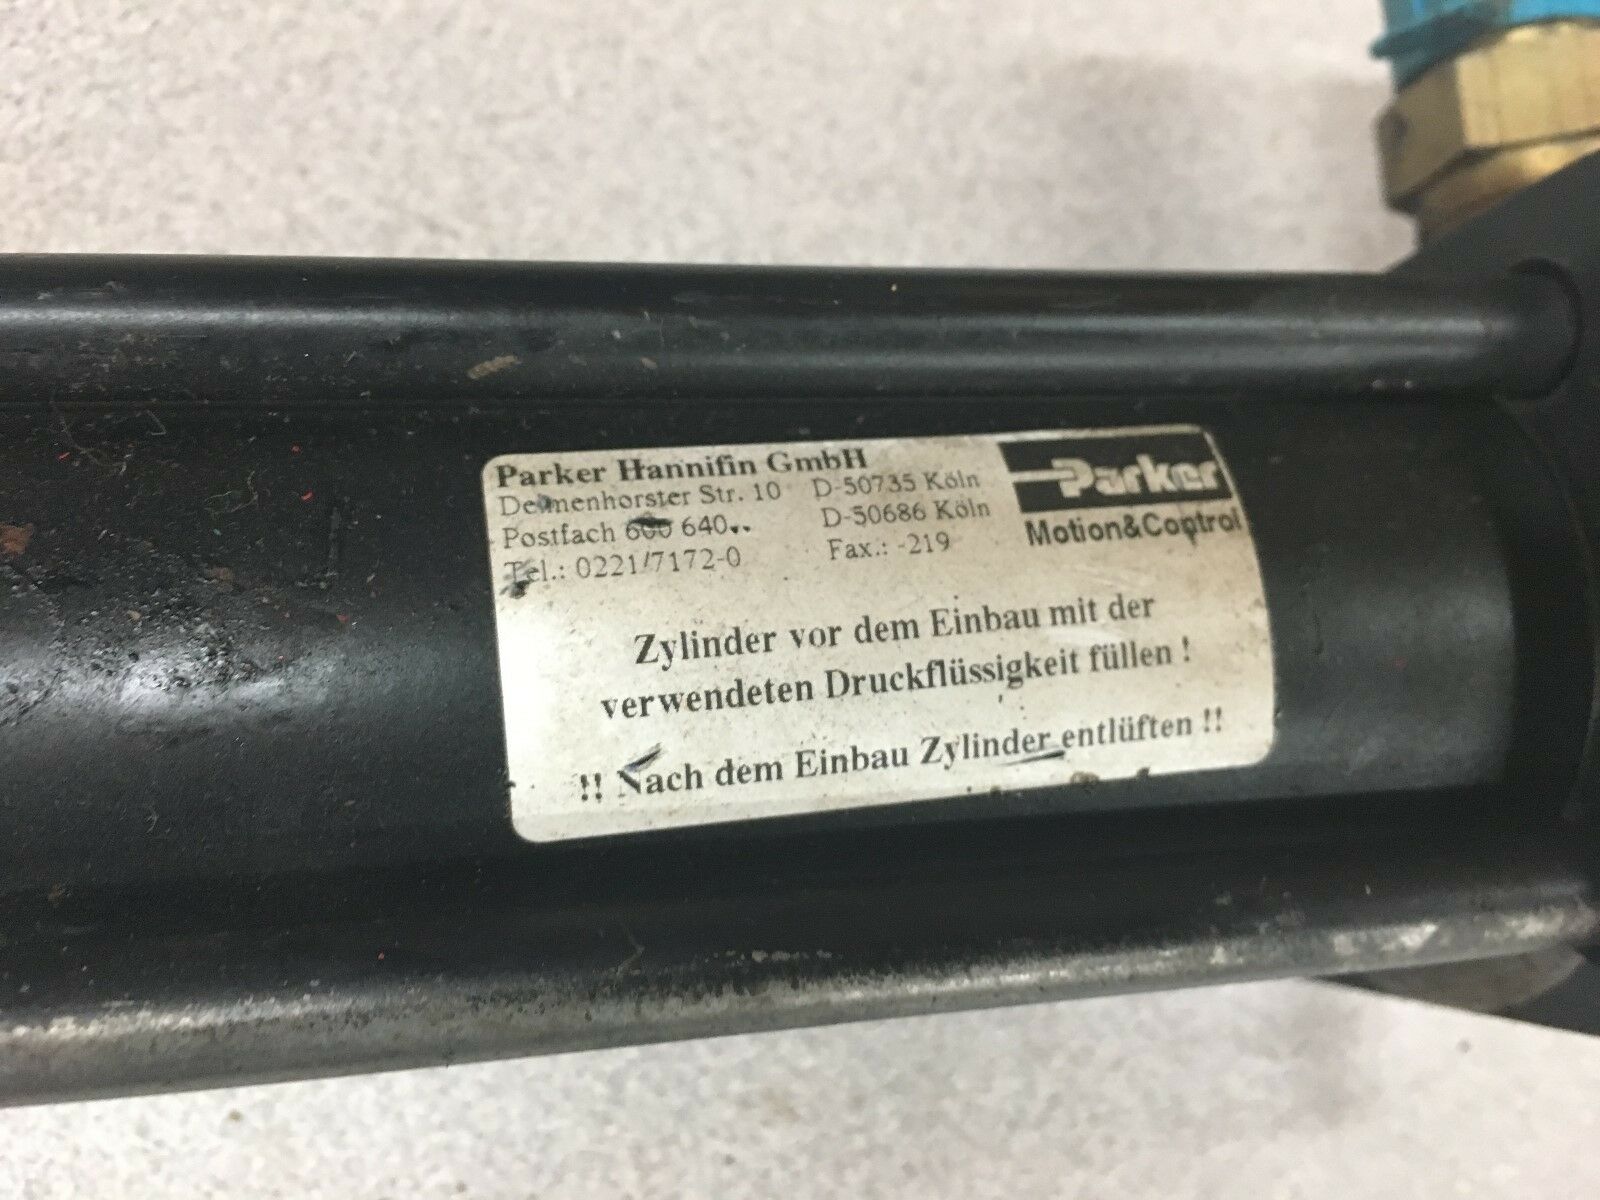 Parker Hannifin GmbH
Delmenhorster Str. 10 D-50735 Köln
Postfach 600 640 D-50686 Köln
Tel.: 0221/7172-0 Fax.: -219
Parker
Motion&Control
Zylinder vor dem Einbau mit der
verwendeten Druckflüssigkeit füllen !
!! Nach dem Einbau Zylinder entlüften !!